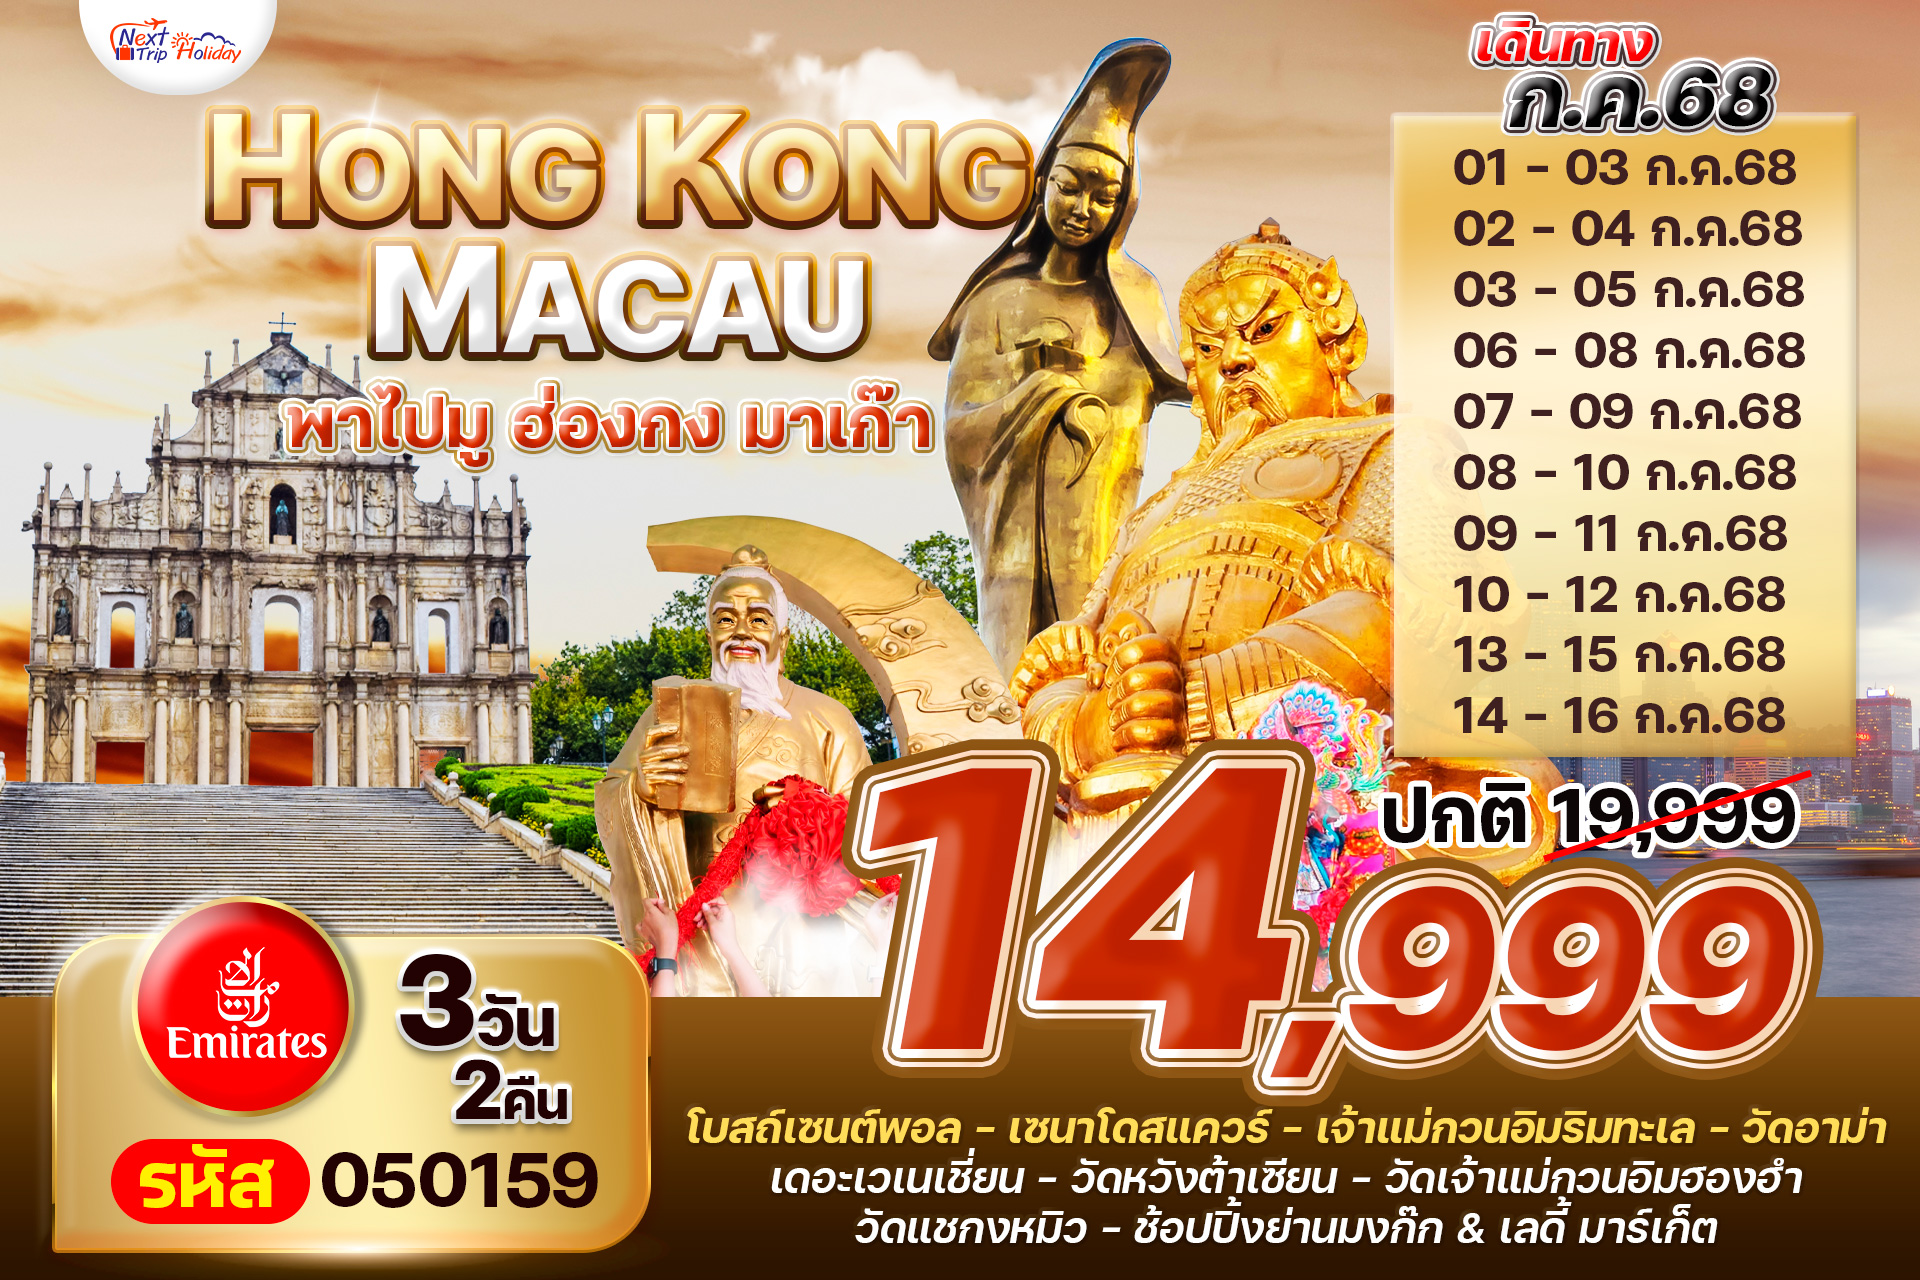 Next Trip Holiday
HONG KONG
MACAU
พาไปมู ฮ่องกง มาเก๊า
เดินทาง
ก.ค.68
01 - 03 ก.ค.68
02 - 04 ก.ค.68
03 - 05 ก.ค.68
06 - 08 ก.ค.68
07 - 09 ก.ค.68
08 - 10 ก.ค.68
09 - 11 ก.ค.68
10 - 12 ก.ค.68
13 - 15 ก.ค.68
14 - 16 ก.ค.68
ปกติ 19,999
14,999
Emirates
3วัน
2คืน
รหัส 050159
โบสถ์เซนต์พอล - เซนาโดสแควร์ - เจ้าแม่กวนอิมริมทะเล - วัดอาม่า
เดอะเวเนเชี่ยน - วัดหวังต้าเซียน - วัดเจ้าแม่กวนอิมฮองฮำ
วัดแชกงหมิว - ช้อปปิ้งย่านมงก๊ก & เลดี้ มาร์เก็ต